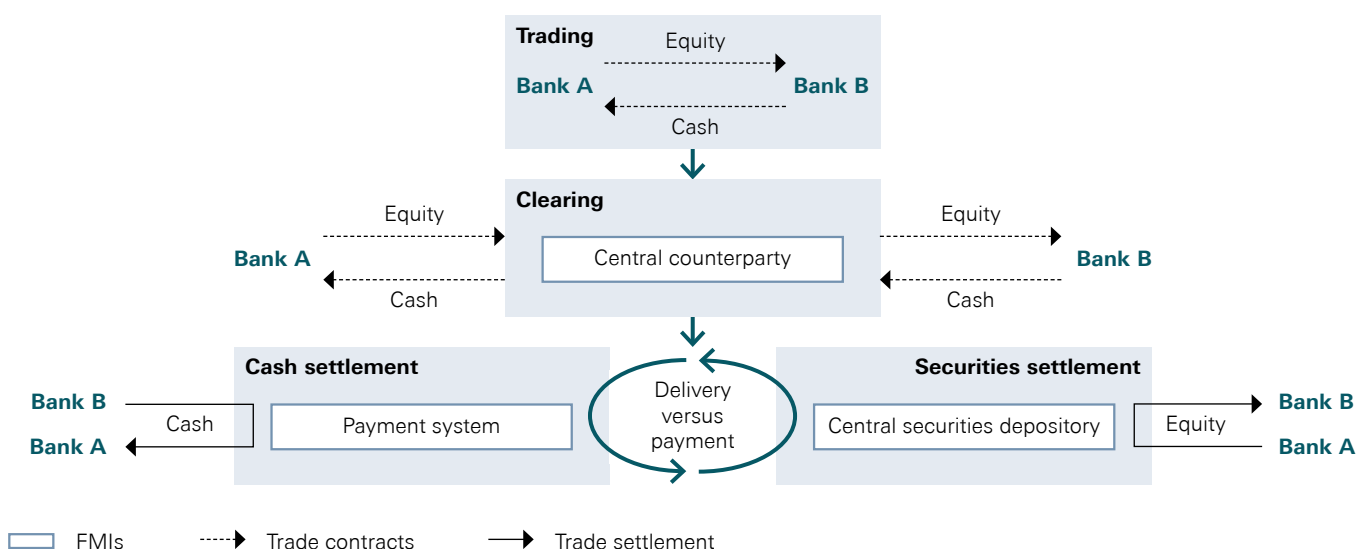 Trading
Equity
Bank A
Bank B
Cash
Clearing
Equity
Equity
Bank A
Central counterparty
Bank B
Cash
Cash
Cash settlement
Securities settlement
Bank B
Cash
Bank A
Payment system
Delivery
versus
payment
Central securities depository
Equity
Bank B
Bank A
FMIs
Trade contracts
Trade settlement